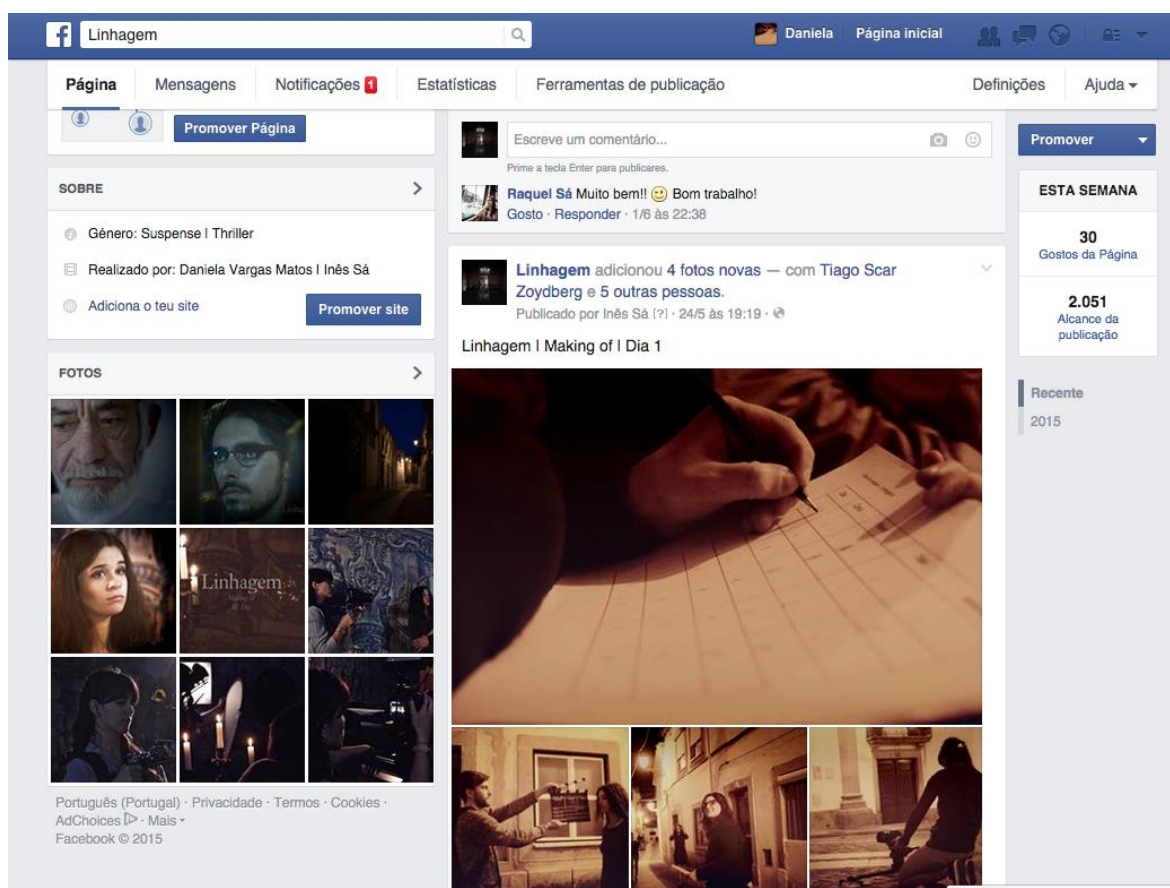 Linhagem
Daniela
Página inicial
Página
Mensagens
Notificações 1
Estatísticas
Ferramentas de publicação
Definições
Ajuda
Promover Página
SOBRE
Género: Suspense | Thriller
Realizado por: Daniela Vargas Matos | Inês Sá
Adiciona o teu site
Promover site
FOTOS
Linhagem
Making of
Português (Portugal) · Privacidade · Termos · Cookies ·
AdChoices · Mais
Facebook © 2015
Escreve um comentário...
Prime a tecla Enter para publicares.
Raquel Sá Muito bem!! Bom trabalho!
Gosto · Responder · 1/6 às 22:38
Linhagem adicionou 4 fotos novas — com Tiago Scar
Zoydberg e 5 outras pessoas.
Publicado por Inês Sá [?] · 24/5 às 19:19 ·
Linhagem | Making of | Dia 1
Promover
ESTA SEMANA
30
Gostos da Página
2.051
Alcance da
publicação
Recente
2015